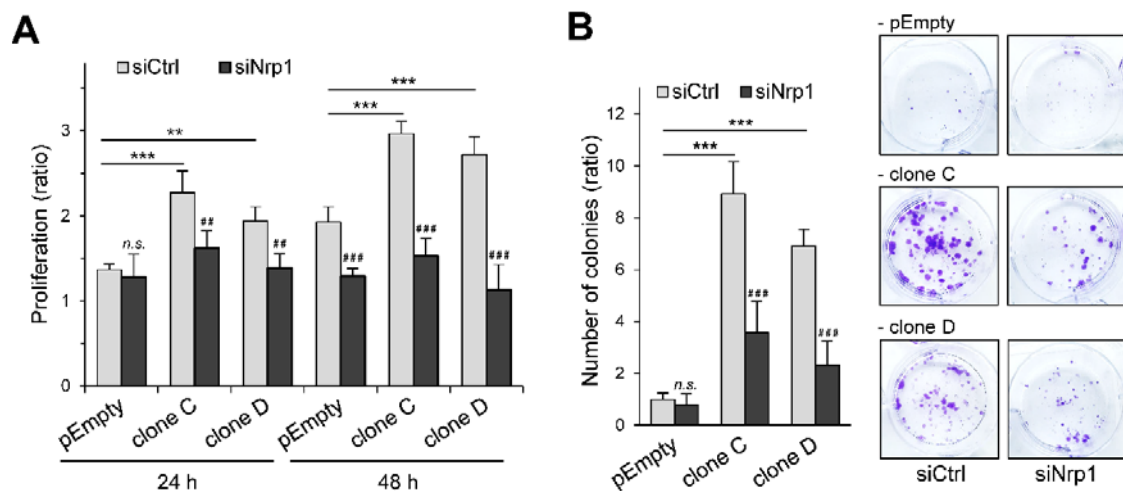 A
siCtrl siNrp1
Proliferation (ratio)
3
2
1
0
***
**
***
***
n.s.
##
##
###
###
###
pEmpty
clone C
clone D
pEmpty
clone C
clone D
24 h
48 h
B
siCtrl siNrp1
Number of colonies (ratio)
12
10
8
6
4
2
0
***
***
n.s.
###
###
pEmpty
clone C
clone D
- pEmpty
- clone C
- clone D
siCtrl siNrp1